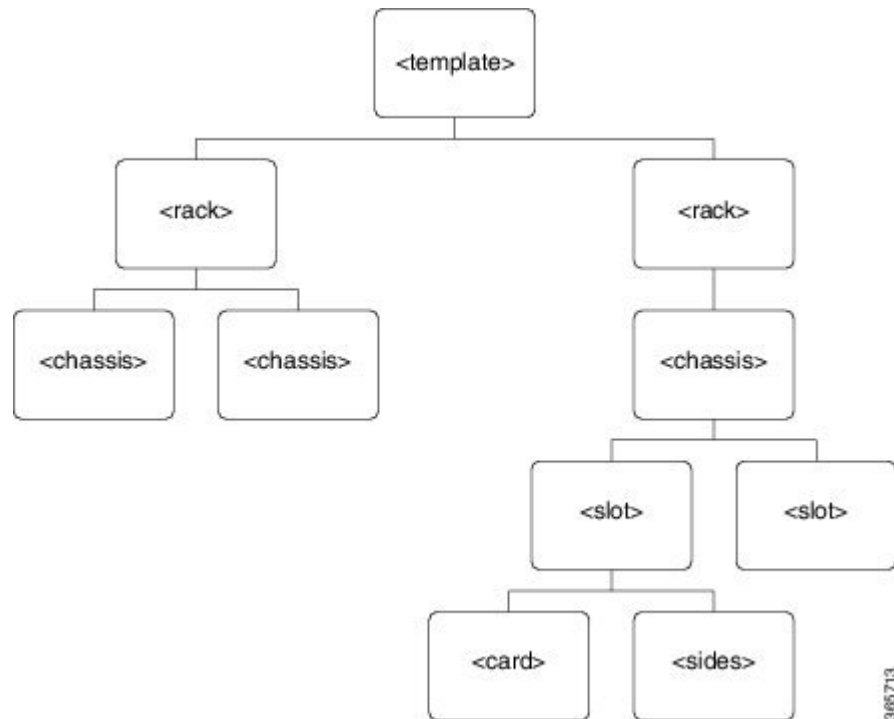 <template>
<rack>
<rack>
<chassis>
<chassis>
<chassis>
<slot>
<slot>
<card>
<sides>